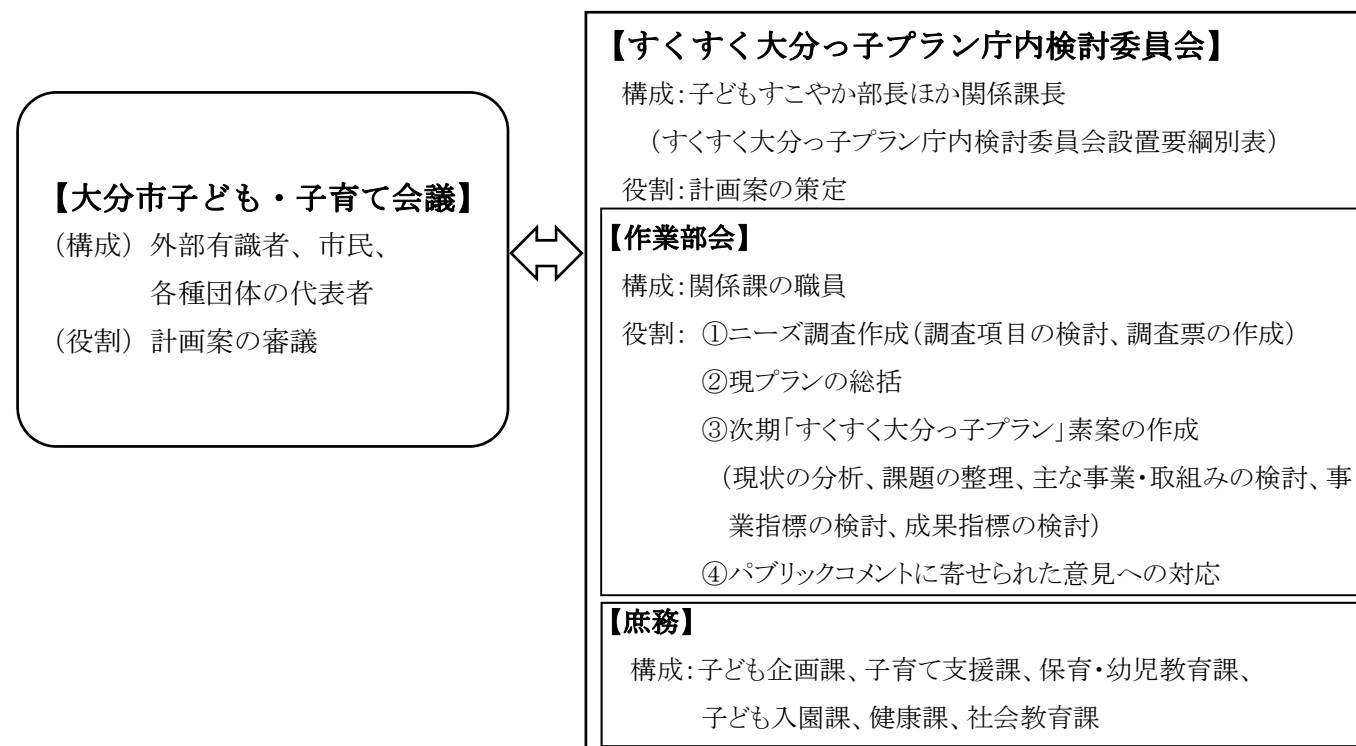 【大分市子ども・子育て会議】
（構成）外部有識者、市民、
各種団体の代表者
（役割）計画案の審議
【すくすく大分っ子プラン庁内検討委員会】
構成：子どもすこやか部長ほか関係課長
（すくすく大分っ子プラン庁内検討委員会設置要綱別表）
役割：計画案の策定
【作業部会】
構成：関係課の職員
役割：①ニーズ調査作成（調査項目の検討、調査票の作成）
②現プランの総括
③次期「すくすく大分っ子プラン」素案の作成
（現状の分析、課題の整理、主な事業・取組みの検討、事
業指標の検討、成果指標の検討）
④パブリックコメントに寄せられた意見への対応
【庶務】
構成：子ども企画課、子育て支援課、保育・幼児教育課、
子ども入園課、健康課、社会教育課